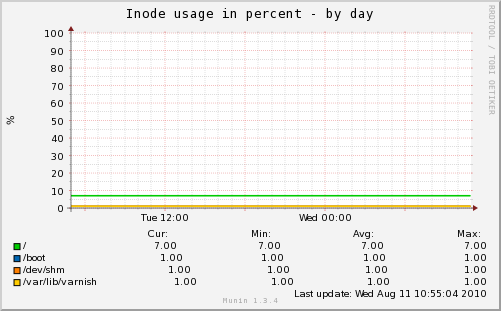 Inode usage in percent - by day
RRDTOOL / TOBI OETIKER
%
100
90
80
70
60
50
40
30
20
10
0
Tue 12:00 Wed 00:00
Cur: Min: Avg: Max:
/ 7.00 7.00 7.00 7.00
/boot 1.00 1.00 1.00 1.00
/dev/shm 1.00 1.00 1.00 1.00
/var/lib/varnish 1.00 1.00 1.00 1.00
Last update: Wed Aug 11 10:55:04 2010
Munin 1.3.4